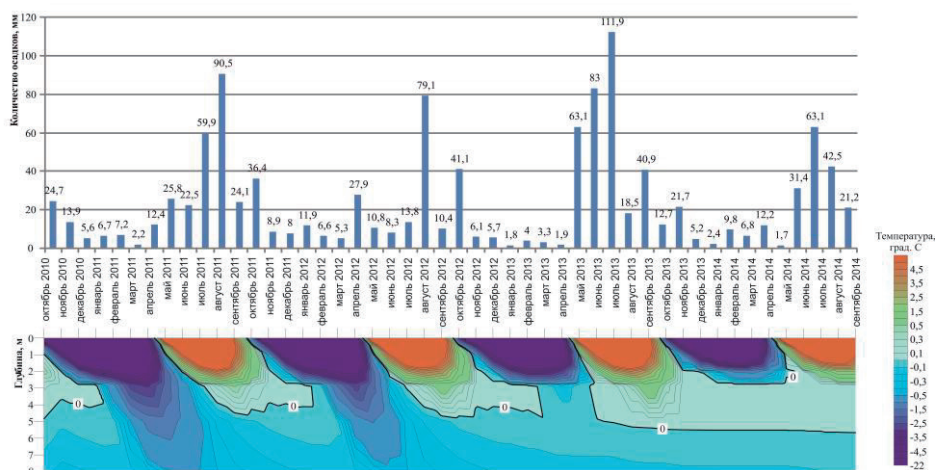 Количество осадков, мм
120
100
80
60
40
20
0
24,7
13,9
5,6
6,7
7,2
2,2
12,4
25,8
22,5
59,9
90,5
24,1
36,4
8,9
8
11,9
6,6
5,3
27,9
10,8
8,3
13,8
79,1
10,4
41,1
6,1
5,7
1,8
4
3,3
1,9
63,1
83
111,9
18,5
40,9
12,7
21,7
5,2
2,4
9,8
6,8
12,2
1,7
31,4
63,1
42,5
21,2
октябрь 2010
ноябрь 2010
декабрь 2010
январь 2011
февраль 2011
март 2011
апрель 2011
май 2011
июнь 2011
июль 2011
август 2011
сентябрь 2011
октябрь 2011
ноябрь 2011
декабрь 2011
январь 2012
февраль 2012
март 2012
апрель 2012
май 2012
июнь 2012
июль 2012
август 2012
сентябрь 2012
октябрь 2012
ноябрь 2012
декабрь 2012
январь 2013
февраль 2013
март 2013
апрель 2013
май 2013
июнь 2013
июль 2013
август 2013
сентябрь 2013
октябрь 2013
ноябрь 2013
декабрь 2013
январь 2014
февраль 2014
март 2014
апрель 2014
май 2014
июнь 2014
июль 2014
август 2014
сентябрь 2014
Глубина, м
0
1
2
3
4
5
6
7
8
0
0
0
0
0
Температура,
град. С
4,5
2,5
1,5
0,5
0,3
0,1
-0,2
-0,5
-1,5
-2,5
-4,5
-22